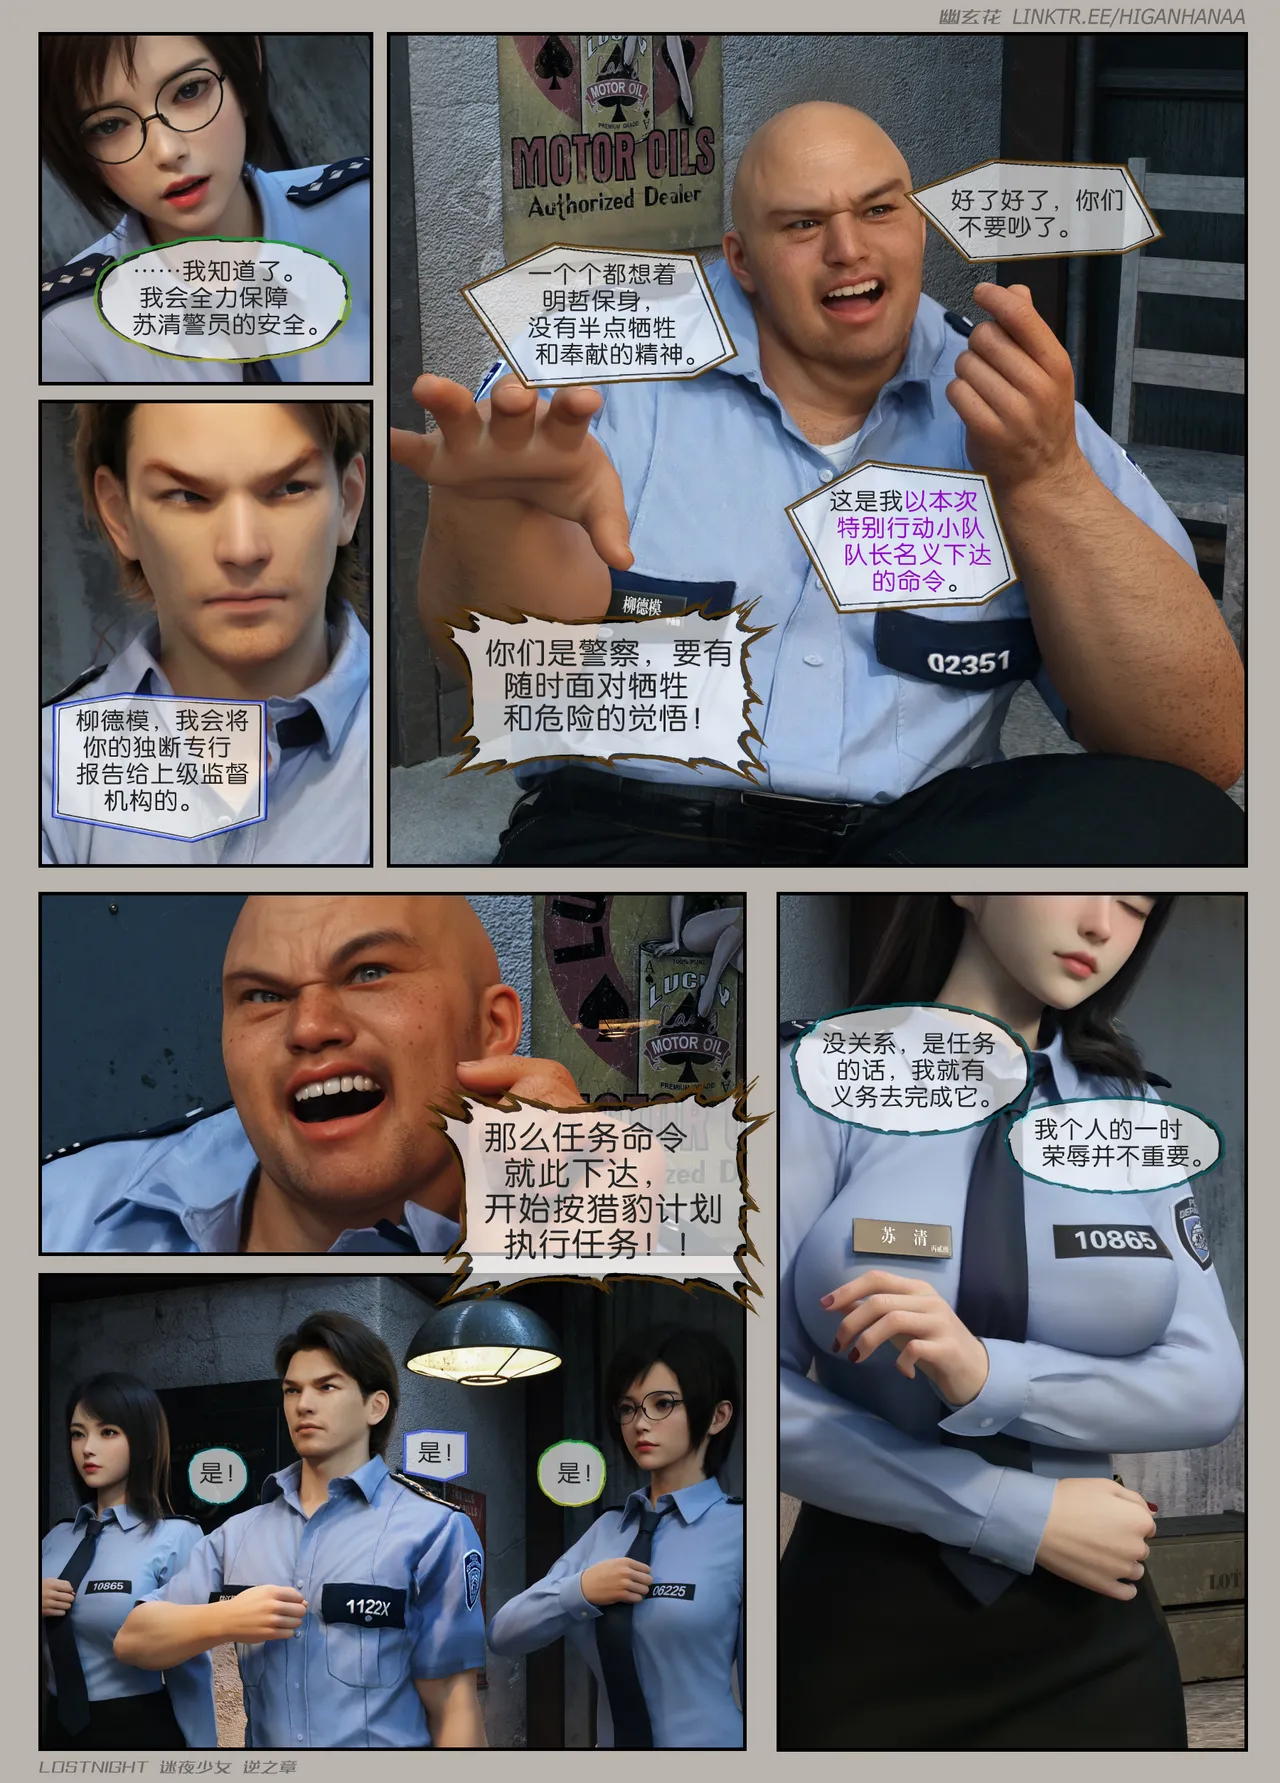 幽玄花 LINKTR.EE/HIGANHANAA
……我知道了。
我会全力保障
苏清警员的安全。
LUCKY
Lady
MOTOR OIL
PREMIUM GRADE
MOTOR OILS
Authorized Dealer
好了好了，你们
不要吵了。
一个个都想着
明哲保身，
没有半点牺牲
和奉献的精神。
这是我以本次
特别行动小队
队长名义下达
的命令。
柳德模
02351
你们是警察，要有
随时面对牺牲
和危险的觉悟！
柳德模，我会将
你的独断专行
报告给上级监督
机构的。
LUCKY
Lady
MOTOR OIL
PREMIUM
那么任务命令
就此下达，
开始按猎豹计划
执行任务！！
没关系，是任务
的话，我就有
义务去完成它。
我个人的一时
荣辱并不重要。
苏清
10865
LOT
是！
是！
是！
10865
1122X
06225
LOSTNIGHT 迷夜少女 逆之章